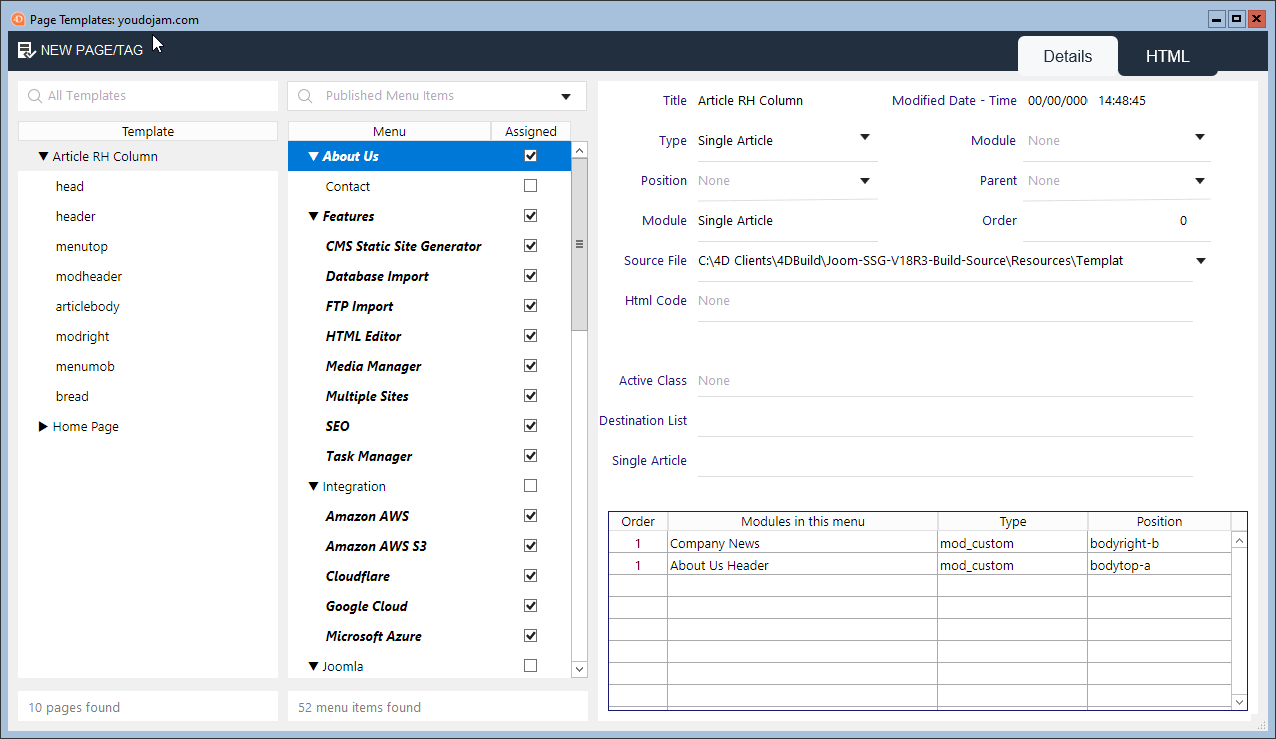 Page Templates: youdojam.com
NEW PAGE/TAG
Details
HTML
All Templates
Template
Article RH Column
head
header
menutop
modheader
articlebody
modright
menumob
bread
Home Page
10 pages found
Published Menu Items
Menu Assigned
About Us
Contact
Features
CMS Static Site Generator
Database Import
FTP Import
HTML Editor
Media Manager
Multiple Sites
SEO
Task Manager
Integration
Amazon AWS
Amazon AWS S3
Cloudflare
Google Cloud
Microsoft Azure
Joomla
52 menu items found
Title Article RH Column Modified Date - Time 00/00/000 14:48:45
Type Single Article Module None
Position None Parent None
Module Single Article Order 0
Source File C:\4D Clients\4DBuild\Joom-SSG-V18R3-Build-Source\Resources\Templat
Html Code None
Active Class None
Destination List
Single Article
Order Modules in this menu Type Position
1 Company News mod_custom bodyright-b
1 About Us Header mod_custom bodytop-a